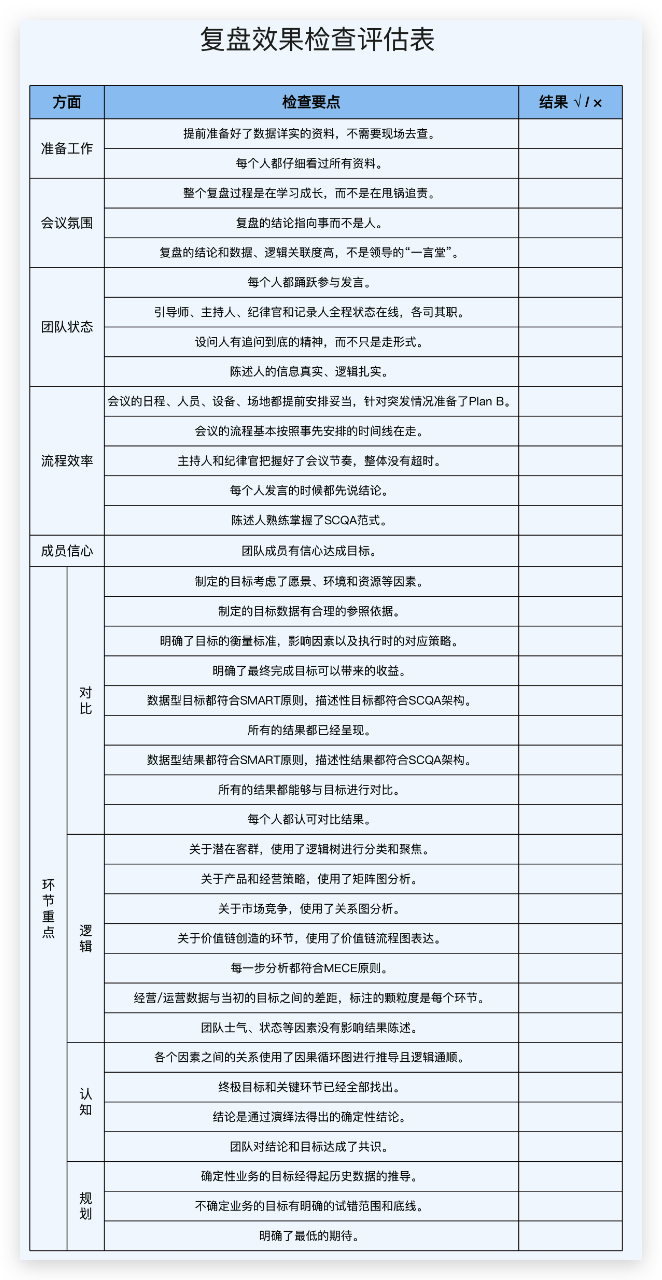 复盘效果检查评估表
方面 检查要点 结果 √ / ×
准备工作
提前准备好了数据详实的资料，不需要现场去查。
每个人都仔细看过所有资料。
会议氛围
整个复盘过程是在学习成长，而不是在甩锅追责。
复盘的结论指向事而不是人。
复盘的结论和数据、逻辑关联度高，不是领导的“一言堂”。
团队状态
每个人都踊跃参与发言。
引导师、主持人、纪律官和记录人全程状态在线，各司其职。
设问人有追问到底的精神，而不只是走形式。
陈述人的信息真实、逻辑扎实。
流程效率
会议的日程、人员、设备、场地都提前安排妥当，针对突发情况准备了Plan B。
会议的流程基本按照事先安排的时间线在走。
主持人和纪律官把握好了会议节奏，整体没有超时。
每个人发言的时候都先说结论。
陈述人熟练掌握了SCQA范式。
成员信心
团队成员有信心达成目标。
环节重点
对比
制定的目标考虑了愿景、环境和资源等因素。
制定的目标数据有合理的参照依据。
明确了目标的衡量标准，影响因素以及执行时的对应策略。
明确了最终完成目标可以带来的收益。
数据型目标都符合SMART原则，描述性目标都符合SCQA架构。
所有的结果都已经呈现。
数据型结果都符合SMART原则，描述性结果都符合SCQA架构。
所有的结果都能够与目标进行对比。
每个人都认可对比结果。
逻辑
关于潜在客群，使用了逻辑树进行分类和聚焦。
关于产品和经营策略，使用了矩阵图分析。
关于市场竞争，使用了关系图分析。
关于价值链创造的环节，使用了价值链流程图表达。
每一步分析都符合MECE原则。
经营/运营数据与当初的目标之间的差距，标注的颗粒度是每个环节。
团队士气、状态等因素没有影响结果陈述。
认知
各个因素之间的关系使用了因果循环图进行推导且逻辑通顺。
终极目标和关键环节已经全部找出。
结论是通过演绎法得出的确定性结论。
团队对结论和目标达成了共识。
规划
确定性业务的目标经得起历史数据的推导。
不确定业务的目标有明确的试错范围和底线。
明确了最低的期待。